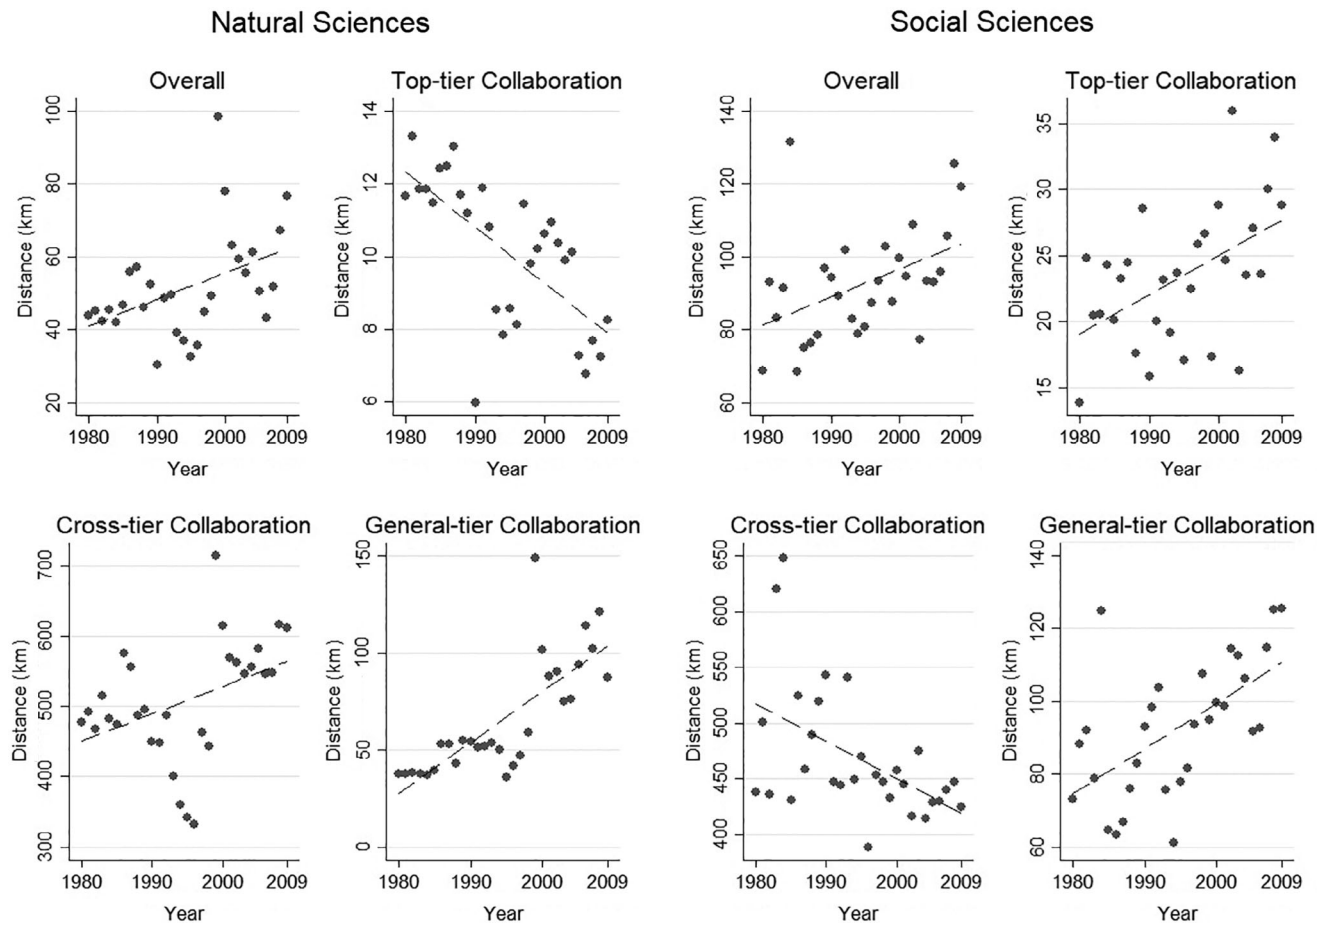 Natural Sciences
Social Sciences
Overall
Top-tier Collaboration
Overall
Top-tier Collaboration
Distance (km)
100
80
60
40
20
1980 1990 2000 2009
Year
Distance (km)
14
12
10
8
6
1980 1990 2000 2009
Year
Distance (km)
140
120
100
80
60
1980 1990 2000 2009
Year
Distance (km)
35
30
25
20
15
1980 1990 2000 2009
Year
Cross-tier Collaboration
General-tier Collaboration
Cross-tier Collaboration
General-tier Collaboration
Distance (km)
700
600
500
400
300
1980 1990 2000 2009
Year
Distance (km)
150
100
50
0
1980 1990 2000 2009
Year
Distance (km)
650
600
550
500
450
400
1980 1990 2000 2009
Year
Distance (km)
140
120
100
80
60
1980 1990 2000 2009
Year